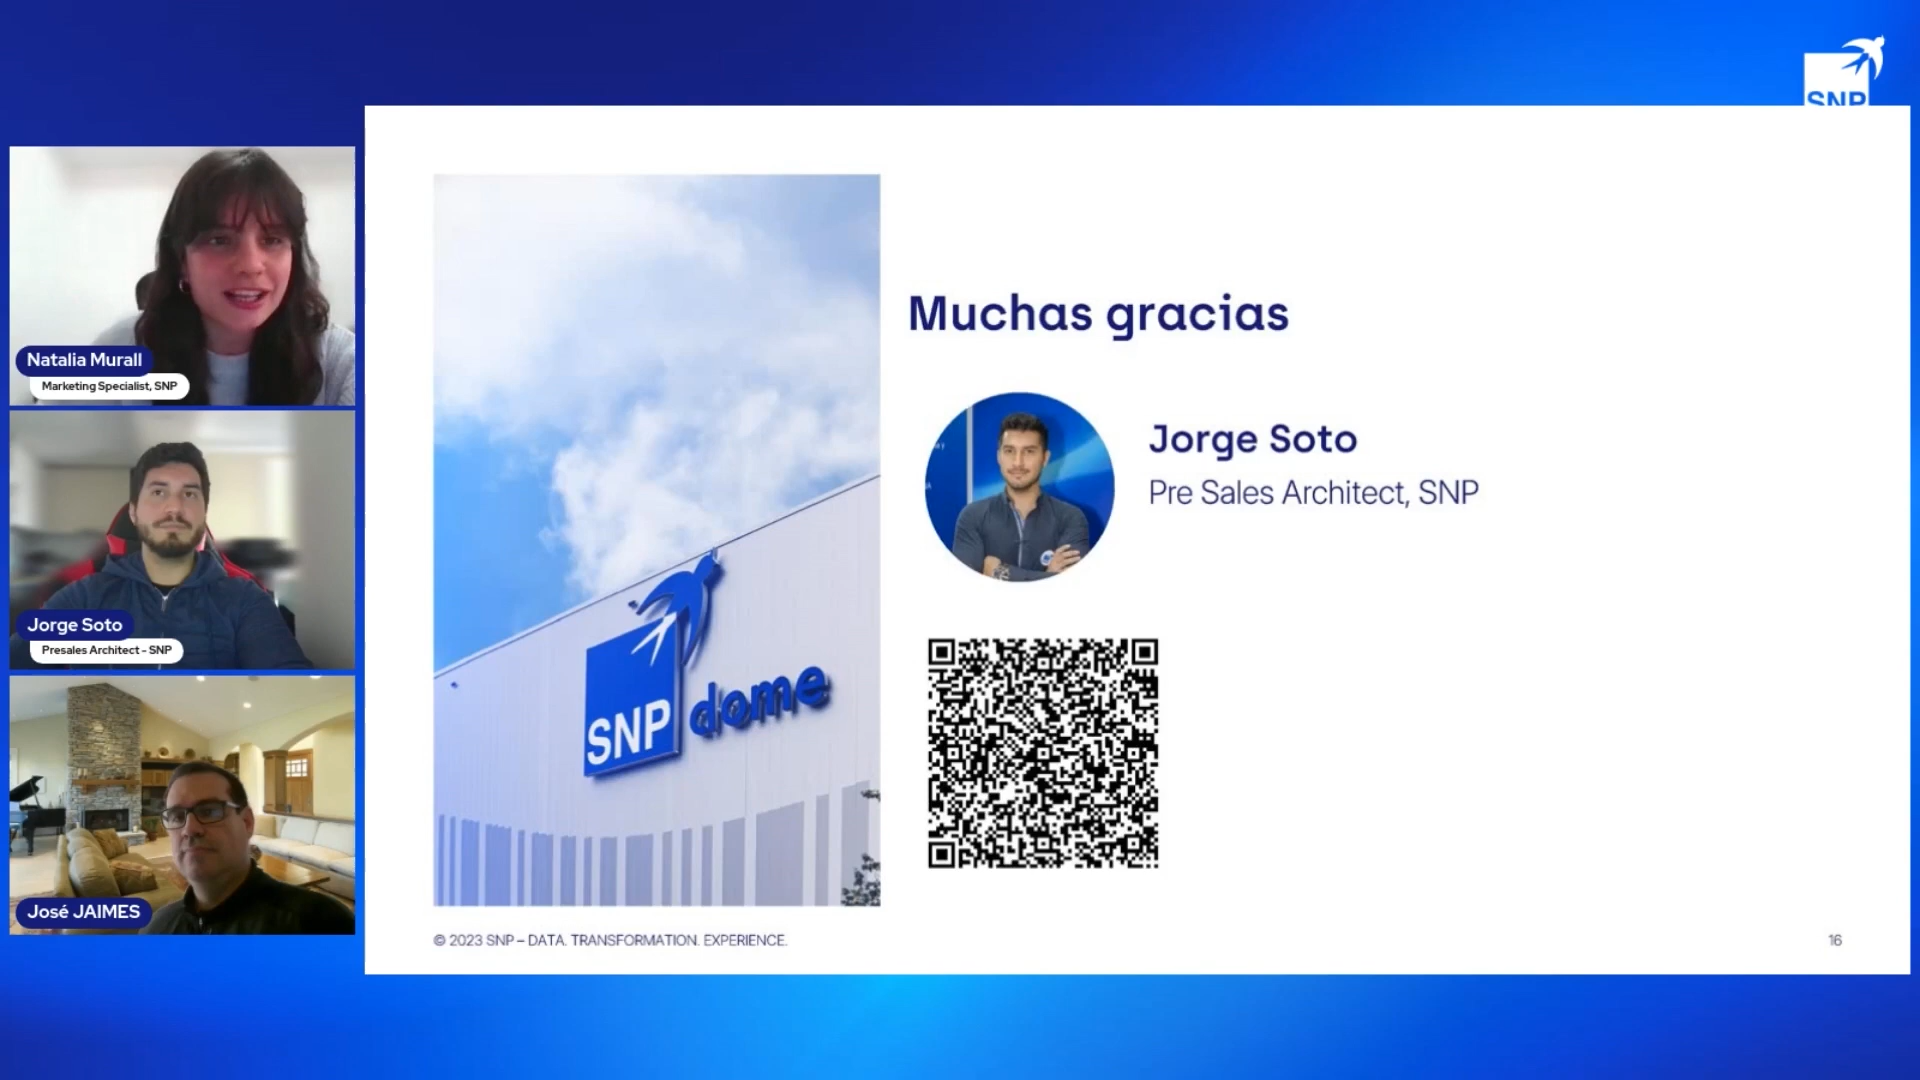 SNP
Natalia Murall
Marketing Specialist, SNP
Jorge Soto
Presales Architect - SNP
José JAIMES
SNP dome
Muchas gracias
Jorge Soto
Pre Sales Architect, SNP
© 2023 SNP – DATA. TRANSFORMATION. EXPERIENCE.
16